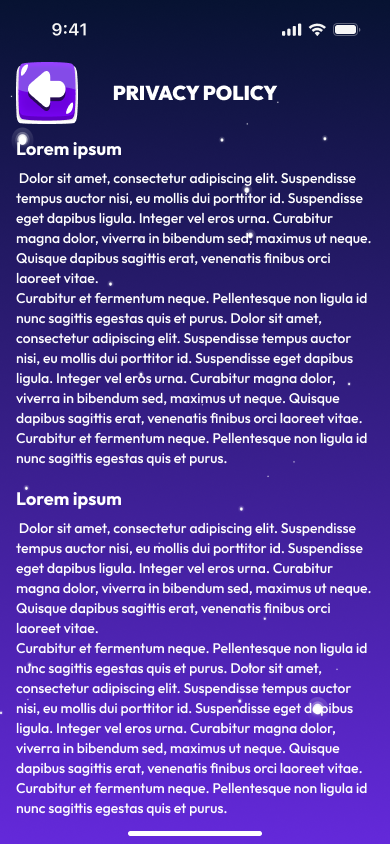 9:41
PRIVACY POLICY
Lorem ipsum
Dolor sit amet, consectetur adipiscing elit. Suspendisse
tempus auctor nisi, eu mollis dui porttitor id. Suspendisse
eget dapibus ligula. Integer vel eros urna. Curabitur
magna dolor, viverra in bibendum sed, maximus ut neque.
Quisque dapibus sagittis erat, venenatis finibus orci
laoreet vitae.
Curabitur et fermentum neque. Pellentesque non ligula id
nunc sagittis egestas quis et purus. Dolor sit amet,
consectetur adipiscing elit. Suspendisse tempus auctor
nisi, eu mollis dui porttitor id. Suspendisse eget dapibus
ligula. Integer vel eros urna. Curabitur magna dolor,
viverra in bibendum sed, maximus ut neque. Quisque
dapibus sagittis erat, venenatis finibus orci laoreet vitae.
Curabitur et fermentum neque. Pellentesque non ligula id
nunc sagittis egestas quis et purus.
Lorem ipsum
Dolor sit amet, consectetur adipiscing elit. Suspendisse
tempus auctor nisi, eu mollis dui porttitor id. Suspendisse
eget dapibus ligula. Integer vel eros urna. Curabitur
magna dolor, viverra in bibendum sed, maximus ut neque.
Quisque dapibus sagittis erat, venenatis finibus orci
laoreet vitae.
Curabitur et fermentum neque. Pellentesque non ligula id
nunc sagittis egestas quis et purus. Dolor sit amet,
consectetur adipiscing elit. Suspendisse tempus auctor
nisi, eu mollis dui porttitor id. Suspendisse eget dapibus
ligula. Integer vel eros urna. Curabitur magna dolor,
viverra in bibendum sed, maximus ut neque. Quisque
dapibus sagittis erat, venenatis finibus orci laoreet vitae.
Curabitur et fermentum neque. Pellentesque non ligula id
nunc sagittis egestas quis et purus.